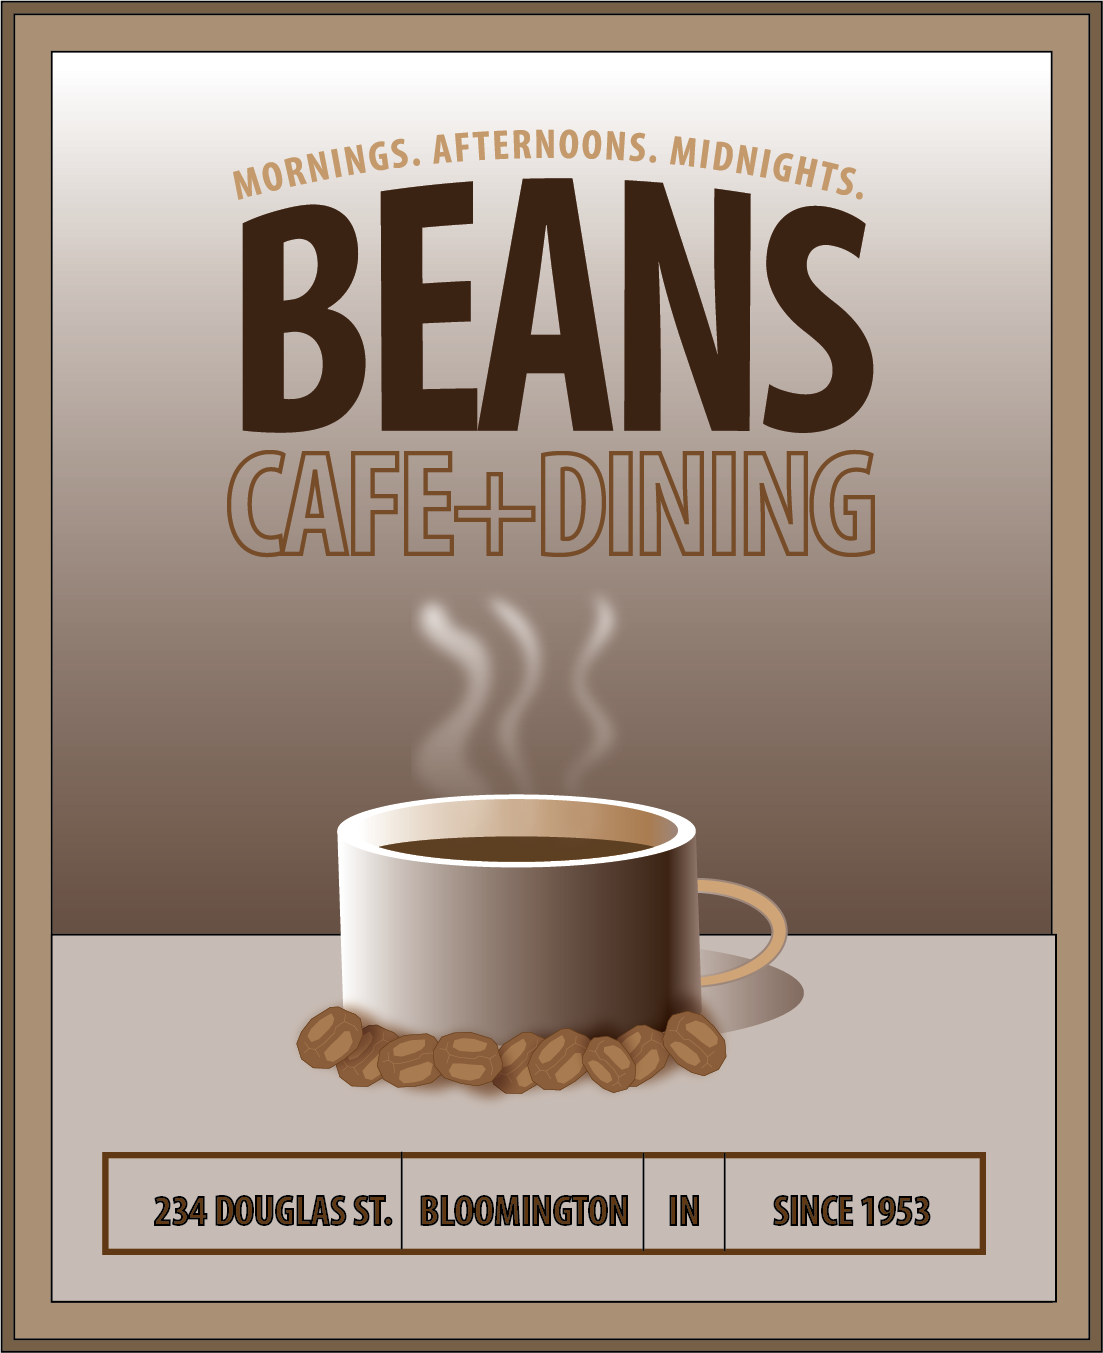 MORNINGS. AFTERNOONS. MIDNIGHTS.
BEANS
CAFE+DINING
234 DOUGLAS ST. BLOOMINGTON IN SINCE 1953